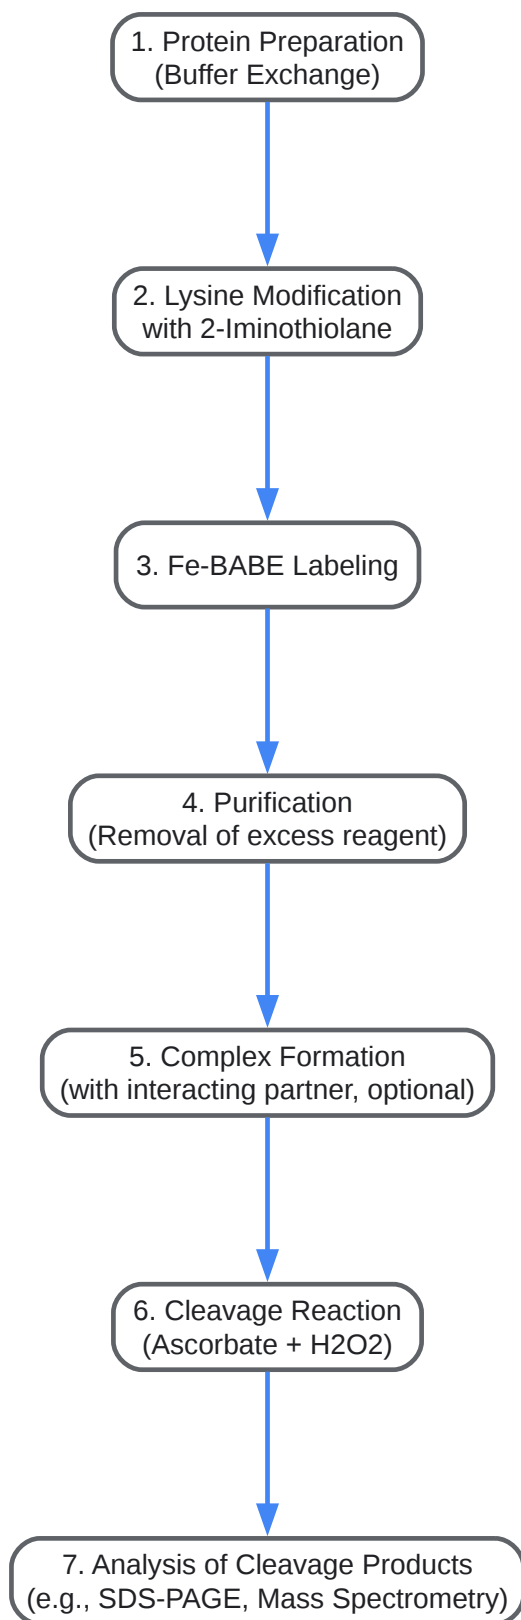 1. Protein Preparation
(Buffer Exchange)
2. Lysine Modification
with 2-Iminothiolane
3. Fe-BABE Labeling
4. Purification
(Removal of excess reagent)
5. Complex Formation
(with interacting partner, optional)
6. Cleavage Reaction
(Ascorbate + H2O2)
7. Analysis of Cleavage Products
(e.g., SDS-PAGE, Mass Spectrometry)